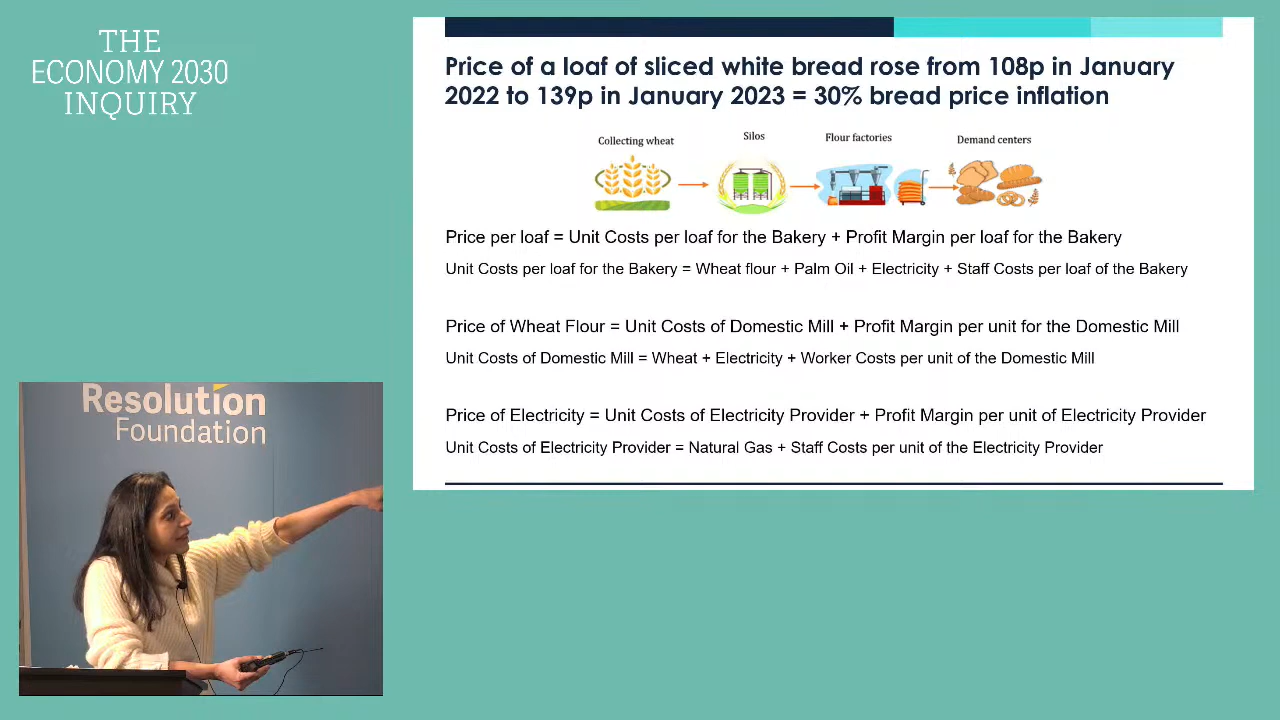 THE
ECONOMY 2030
INQUIRY
Price of a loaf of sliced white bread rose from 108p in January
2022 to 139p in January 2023 = 30% bread price inflation
Collecting wheat
Silos
Flour factories
Demand centers
Price per loaf = Unit Costs per loaf for the Bakery + Profit Margin per loaf for the Bakery
Unit Costs per loaf for the Bakery = Wheat flour + Palm Oil + Electricity + Staff Costs per loaf of the Bakery
Price of Wheat Flour = Unit Costs of Domestic Mill + Profit Margin per unit for the Domestic Mill
Unit Costs of Domestic Mill = Wheat + Electricity + Worker Costs per unit of the Domestic Mill
Price of Electricity = Unit Costs of Electricity Provider + Profit Margin per unit of Electricity Provider
Unit Costs of Electricity Provider = Natural Gas + Staff Costs per unit of the Electricity Provider
Resolution
Foundation